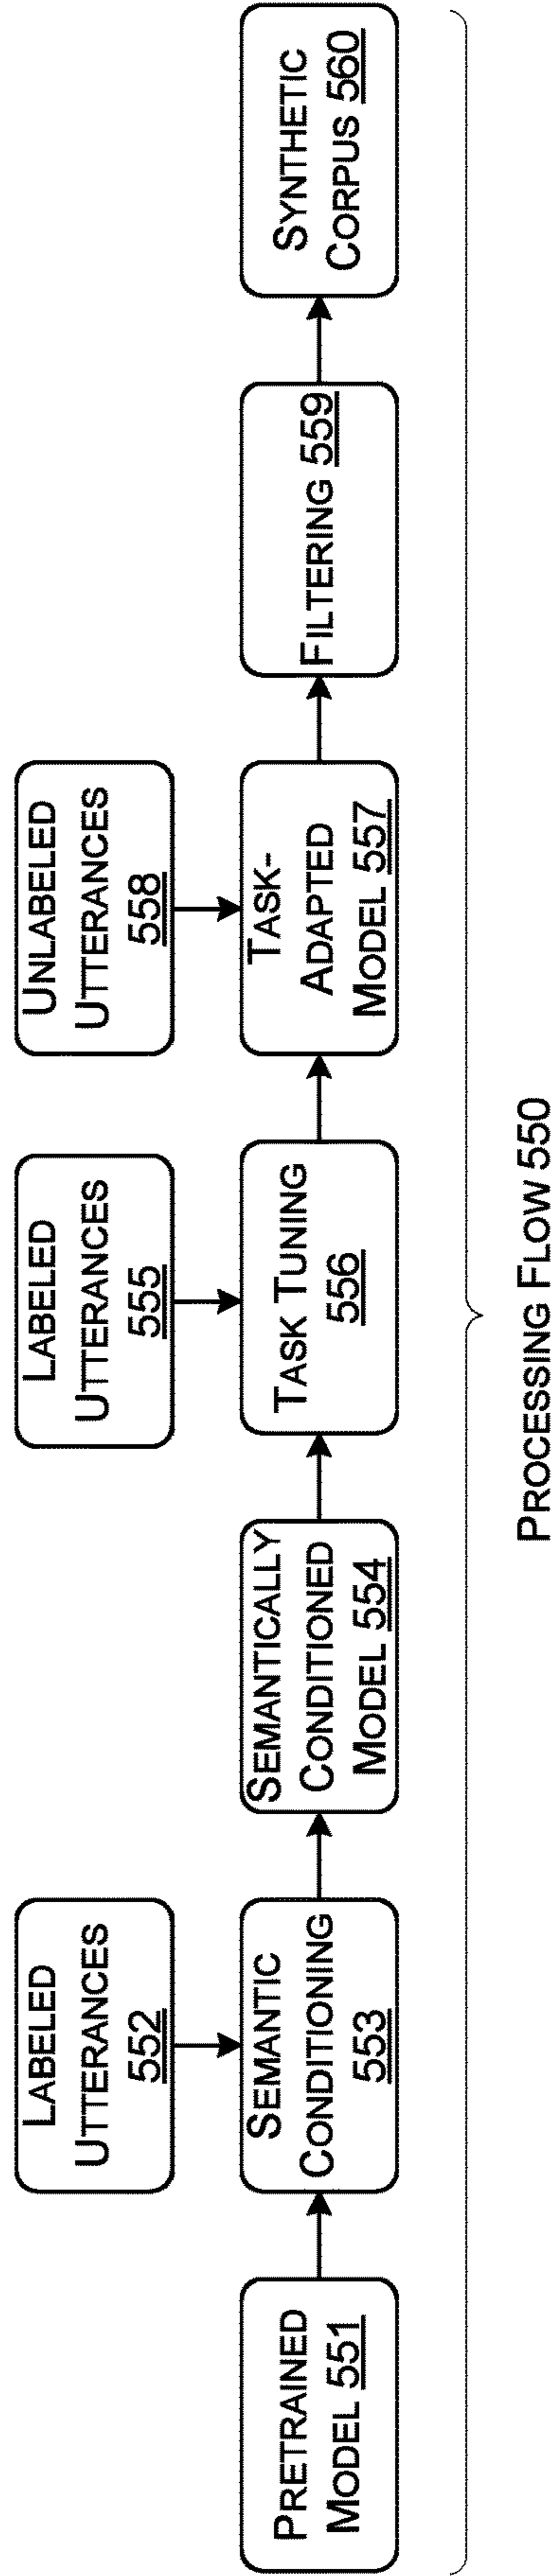 LABELED
UTTERANCES
552
LABELED
UTTERANCES
555
UNLABELED
UTTERANCES
558
PRETRAINED
MODEL 551
SEMANTIC
CONDITIONING
553
SEMANTICALLY
CONDITIONED
MODEL 554
TASK TUNING
556
TASK-
ADAPTED
MODEL 557
FILTERING 559
SYNTHETIC
CORPUS 560
PROCESSING FLOW 550